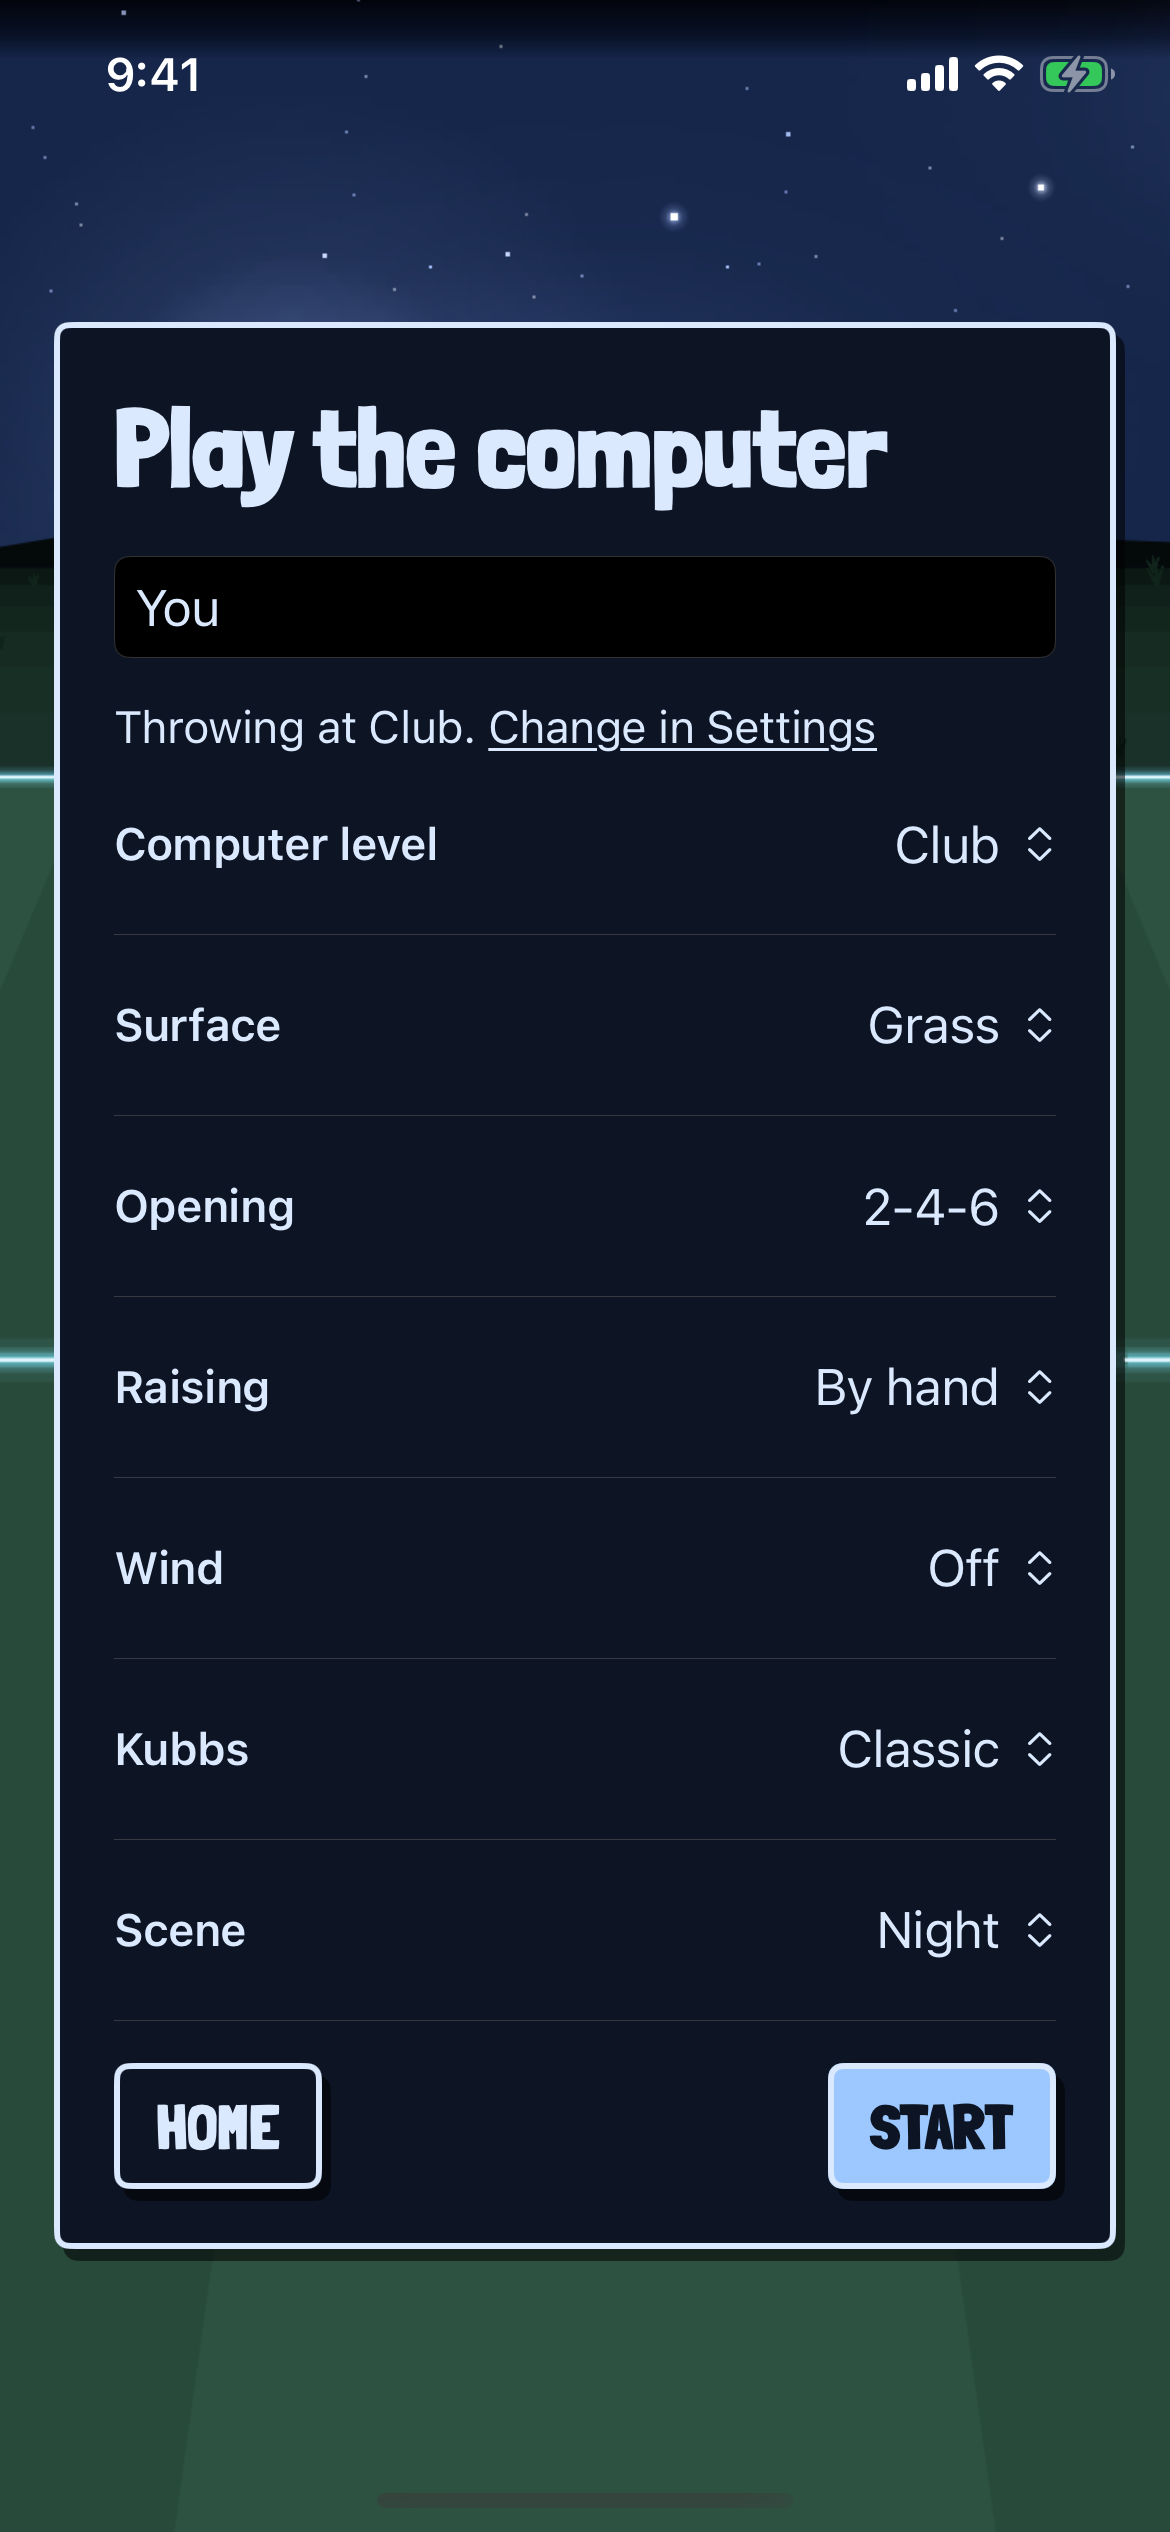 9:41
Play the computer
You
Throwing at Club. Change in Settings
Computer level Club
Surface Grass
Opening 2-4-6
Raising By hand
Wind Off
Kubbs Classic
Scene Night
HOME START